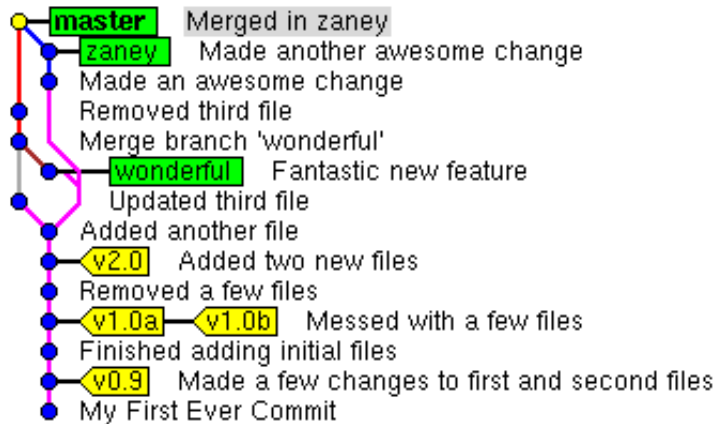 master Merged in zaney
zaney Made another awesome change
Made an awesome change
Removed third file
Merge branch 'wonderful'
wonderful Fantastic new feature
Updated third file
Added another file
v2.0 Added two new files
Removed a few files
v1.0a v1.0b Messed with a few files
Finished adding initial files
v0.9 Made a few changes to first and second files
My First Ever Commit